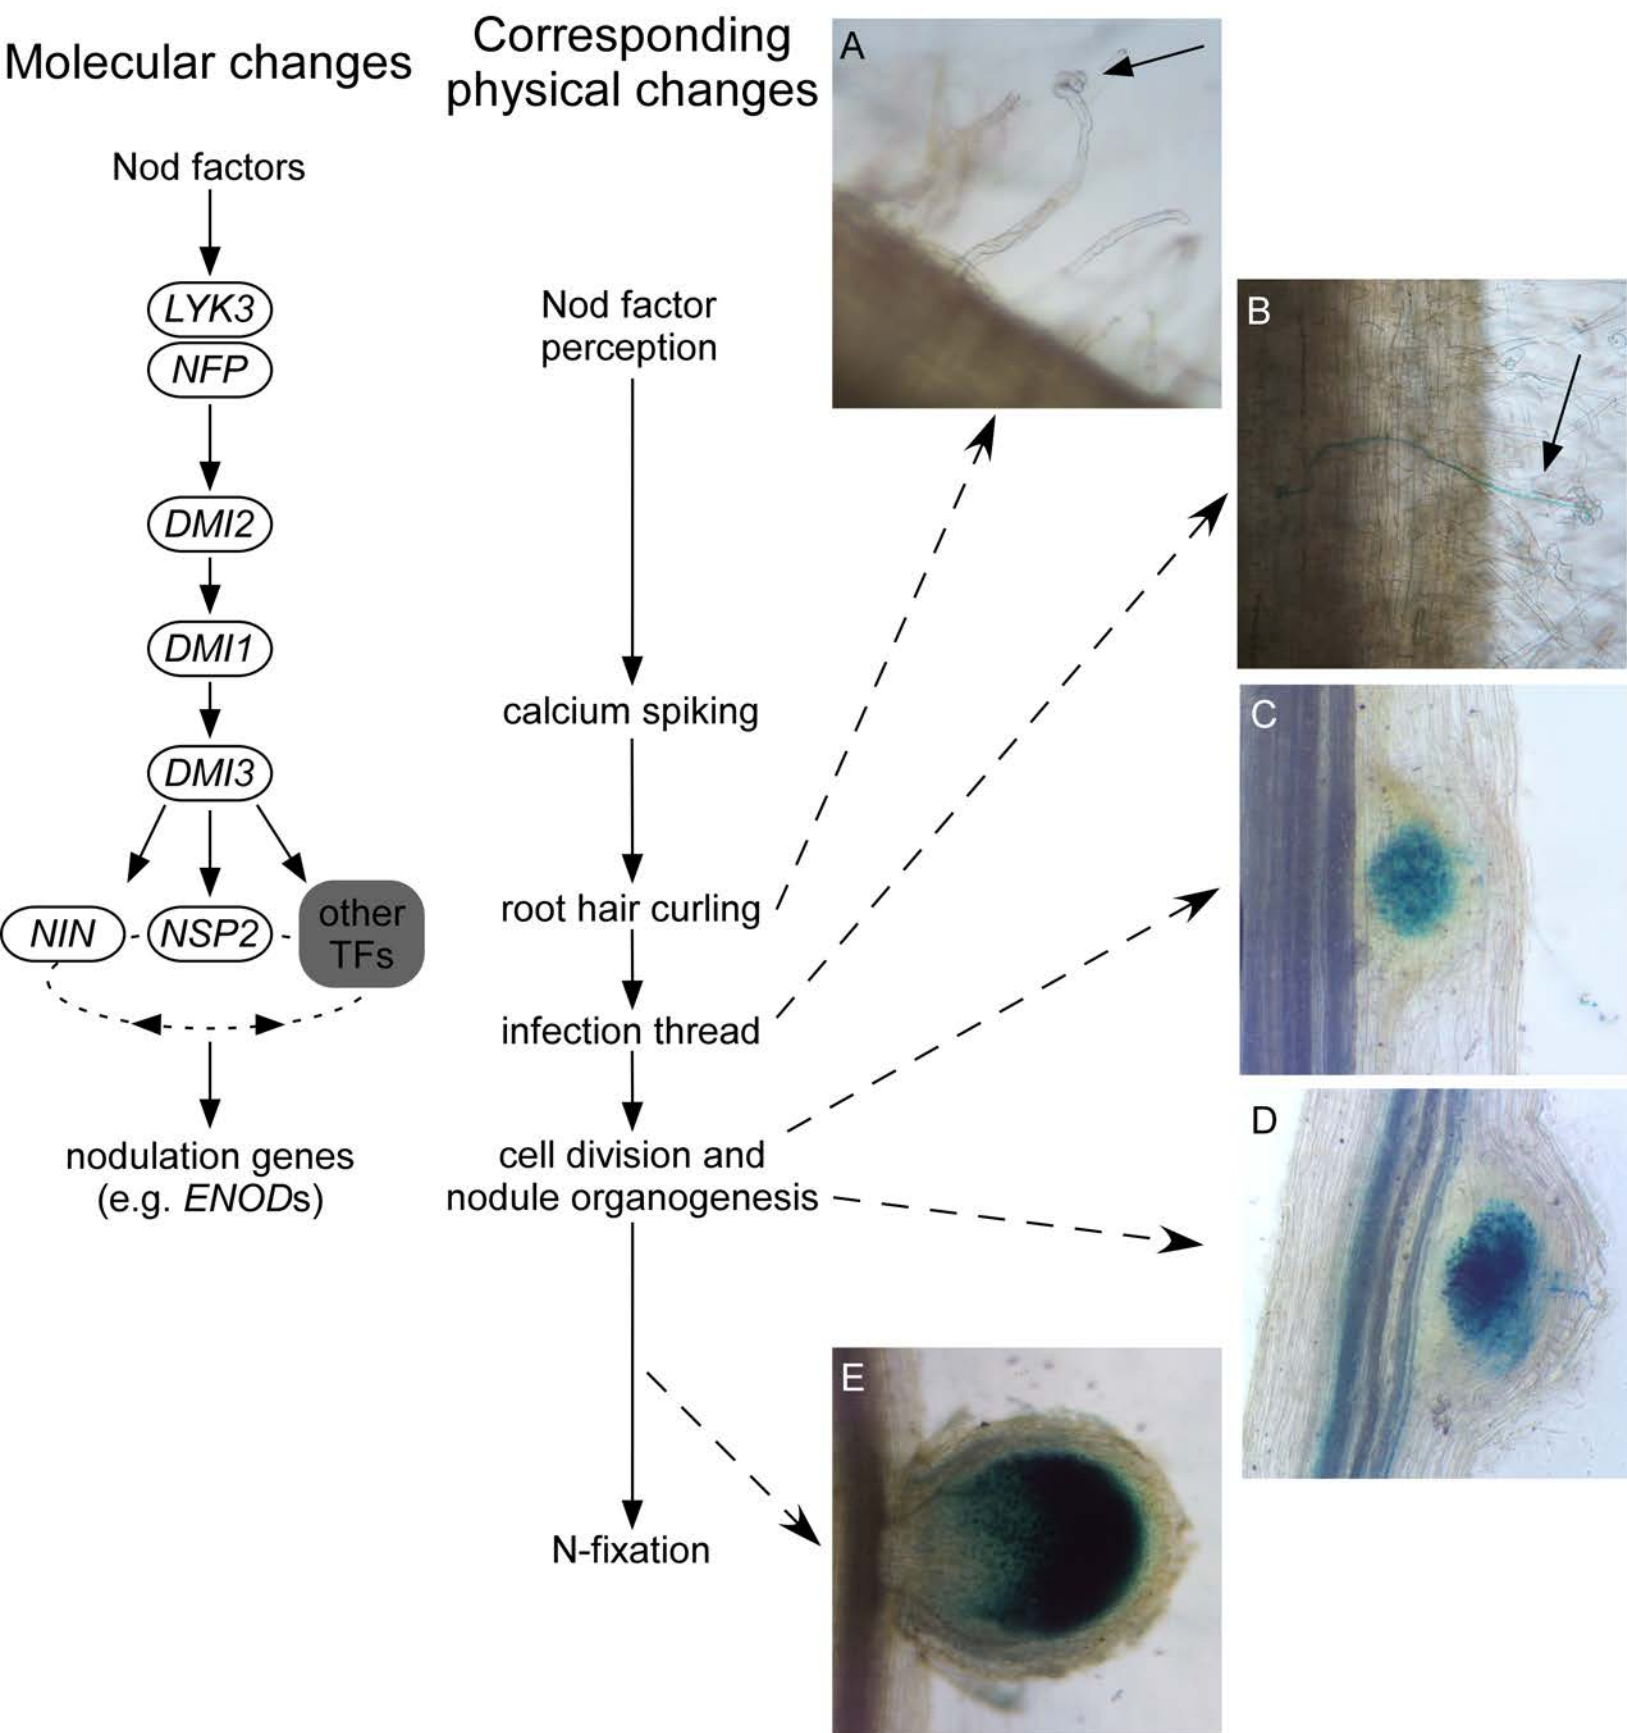 Molecular changes
Corresponding
physical changes
Nod factors
LYK3
NFP
DMI2
DMI1
DMI3
NIN
NSP2
other
TFs
nodulation genes
(e.g. ENODs)
Nod factor
perception
calcium spiking
root hair curling
infection thread
cell division and
nodule organogenesis
N-fixation
A
B
C
D
E